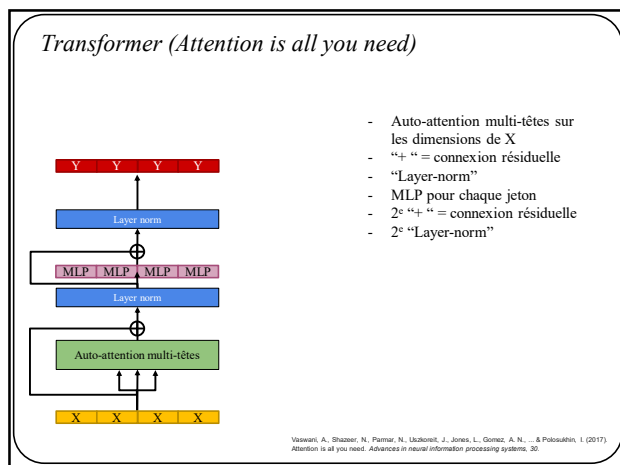 Transformer (Attention is all you need)
Y Y Y Y
Layer norm
MLP MLP MLP MLP
Layer norm
Auto-attention multi-têtes
X X X X
- Auto-attention multi-têtes sur
les dimensions de X
- “+ “ = connexion résiduelle
- “Layer-norm”
- MLP pour chaque jeton
- 2e “+ “ = connexion résiduelle
- 2e “Layer-norm”
Vaswani, A., Shazeer, N., Parmar, N., Uszkoreit, J., Jones, L., Gomez, A. N., ... & Polosukhin, I. (2017).
Attention is all you need. Advances in neural information processing systems, 30.